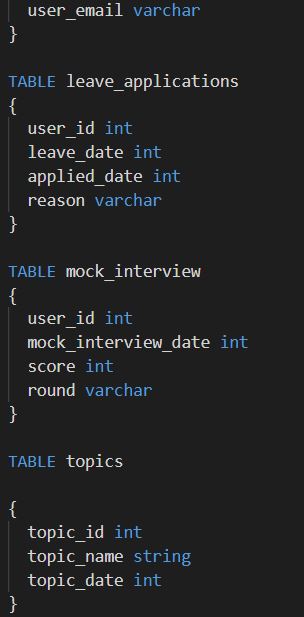 user_email varchar
}
TABLE leave_applications
{
user_id int
leave_date int
applied_date int
reason varchar
}
TABLE mock_interview
{
user_id int
mock_interview_date int
score int
round varchar
}
TABLE topics
{
topic_id int
topic_name string
topic_date int
}